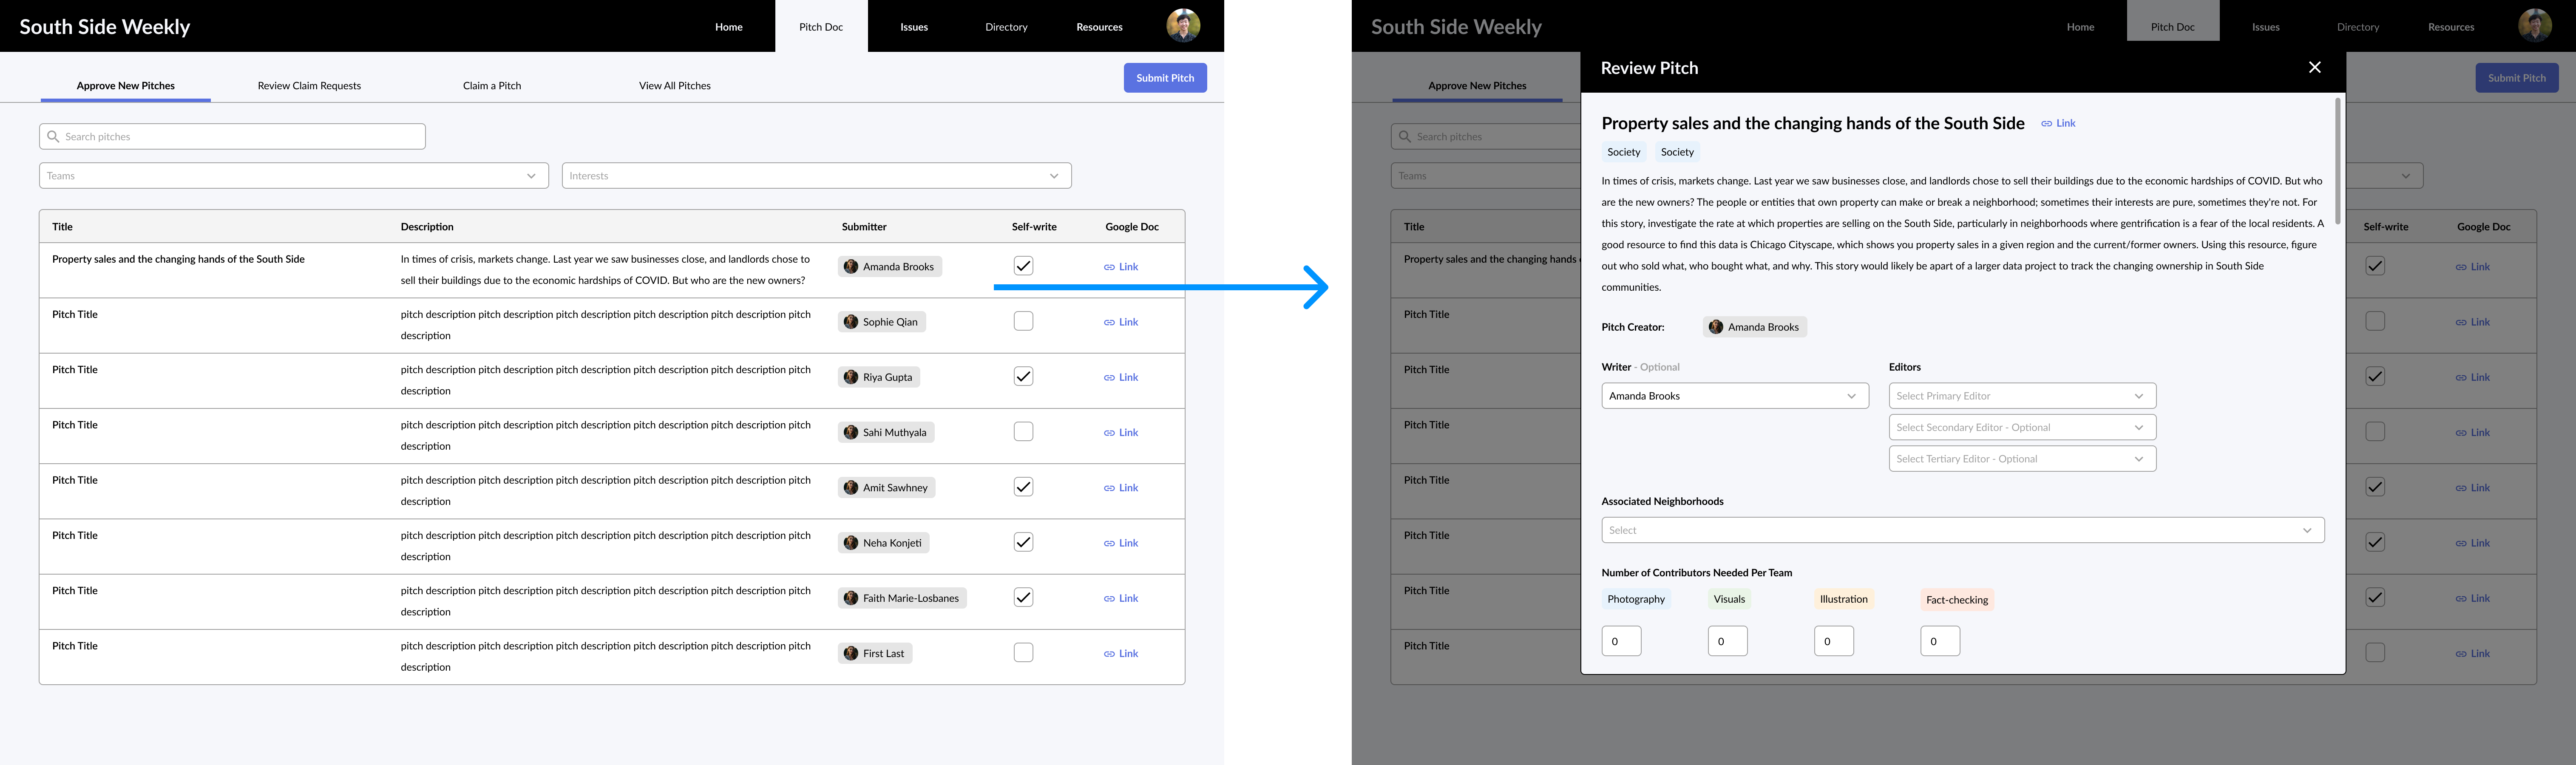 South Side Weekly
Home
Pitch Doc
Issues
Directory
Resources
Approve New Pitches
Review Claim Requests
Claim a Pitch
View All Pitches
Submit Pitch
Search pitches
Teams
Interests
Title
Description
Submitter
Self-write
Google Doc
Property sales and the changing hands of the South Side
In times of crisis, markets change. Last year we saw businesses close, and landlords chose to
sell their buildings due to the economic hardships of COVID. But who are the new owners?
Amanda Brooks
Link
Pitch Title
pitch description pitch description pitch description pitch description pitch description pitch
description
Sophie Qian
Link
Pitch Title
pitch description pitch description pitch description pitch description pitch description pitch
description
Riya Gupta
Link
Pitch Title
pitch description pitch description pitch description pitch description pitch description pitch
description
Sahi Muthyala
Link
Pitch Title
pitch description pitch description pitch description pitch description pitch description pitch
description
Amit Sawhney
Link
Pitch Title
pitch description pitch description pitch description pitch description pitch description pitch
description
Neha Konjeti
Link
Pitch Title
pitch description pitch description pitch description pitch description pitch description pitch
description
Faith Marie-Losbanes
Link
Pitch Title
pitch description pitch description pitch description pitch description pitch description pitch
description
First Last
Link
South Side Weekly
Home
Pitch Doc
Issues
Directory
Resources
Approve New Pitches
Submit Pitch
Search pitches
Teams
Title
Self-write
Google Doc
Property sales and the changing hands
Link
Pitch Title
Link
Pitch Title
Link
Pitch Title
Link
Pitch Title
Link
Pitch Title
Link
Pitch Title
Link
Pitch Title
Link
Review Pitch
Property sales and the changing hands of the South Side
Link
Society
Society
In times of crisis, markets change. Last year we saw businesses close, and landlords chose to sell their buildings due to the economic hardships of COVID. But who
are the new owners? The people or entities that own property can make or break a neighborhood; sometimes their interests are pure, sometimes they're not. For
this story, investigate the rate at which properties are selling on the South Side, particularly in neighborhoods where gentrification is a fear of the local residents. A
good resource to find this data is Chicago Cityscape, which shows you property sales in a given region and the current/former owners. Using this resource, figure
out who sold what, who bought what, and why. This story would likely be apart of a larger data project to track the changing ownership in South Side
communities.
Pitch Creator:
Amanda Brooks
Writer - Optional
Editors
Amanda Brooks
Select Primary Editor
Select Secondary Editor - Optional
Select Tertiary Editor - Optional
Associated Neighborhoods
Select
Number of Contributors Needed Per Team
Photography
Visuals
Illustration
Fact-checking
0
0
0
0